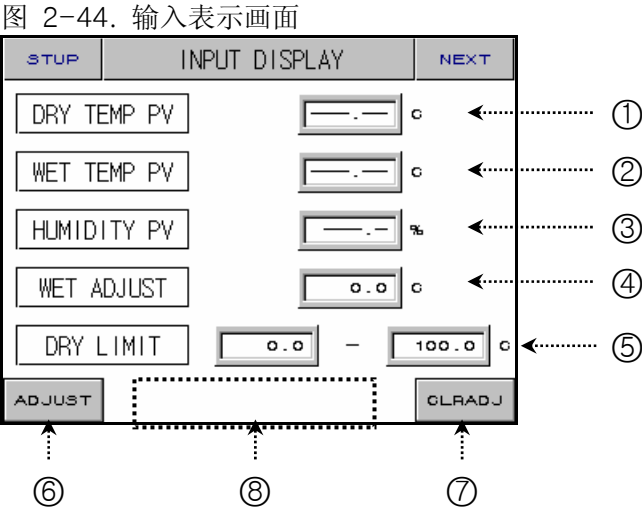 图 2-44. 输入表示画面
STUP INPUT DISPLAY NEXT
DRY TEMP PV ——.—— C ①
WET TEMP PV ——.—— C ②
HUMIDITY PV ——.— % ③
WET ADJUST 0.0 C ④
DRY LIMIT 0.0 – 100.0 C ⑤
ADJUST CLRADJ
⑥ ⑧ ⑦